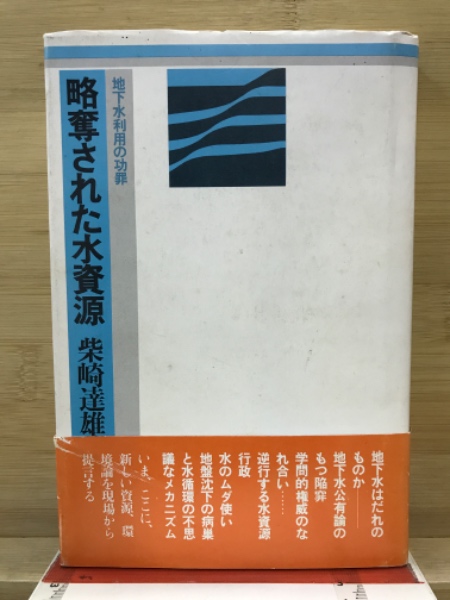 略奪された水資源
地下水利用の功罪
柴崎達雄
地下水はだれの
ものか――
地下水公有論の
もつ陥穽
学問的権威のな
れ合い……
逆行する水資源
行政
水のムダ使い
地盤沈下の病巣
と水循環の不思
議なメカニズム
いま、ここに、
新しい資源、環
境論を現場から
提言する